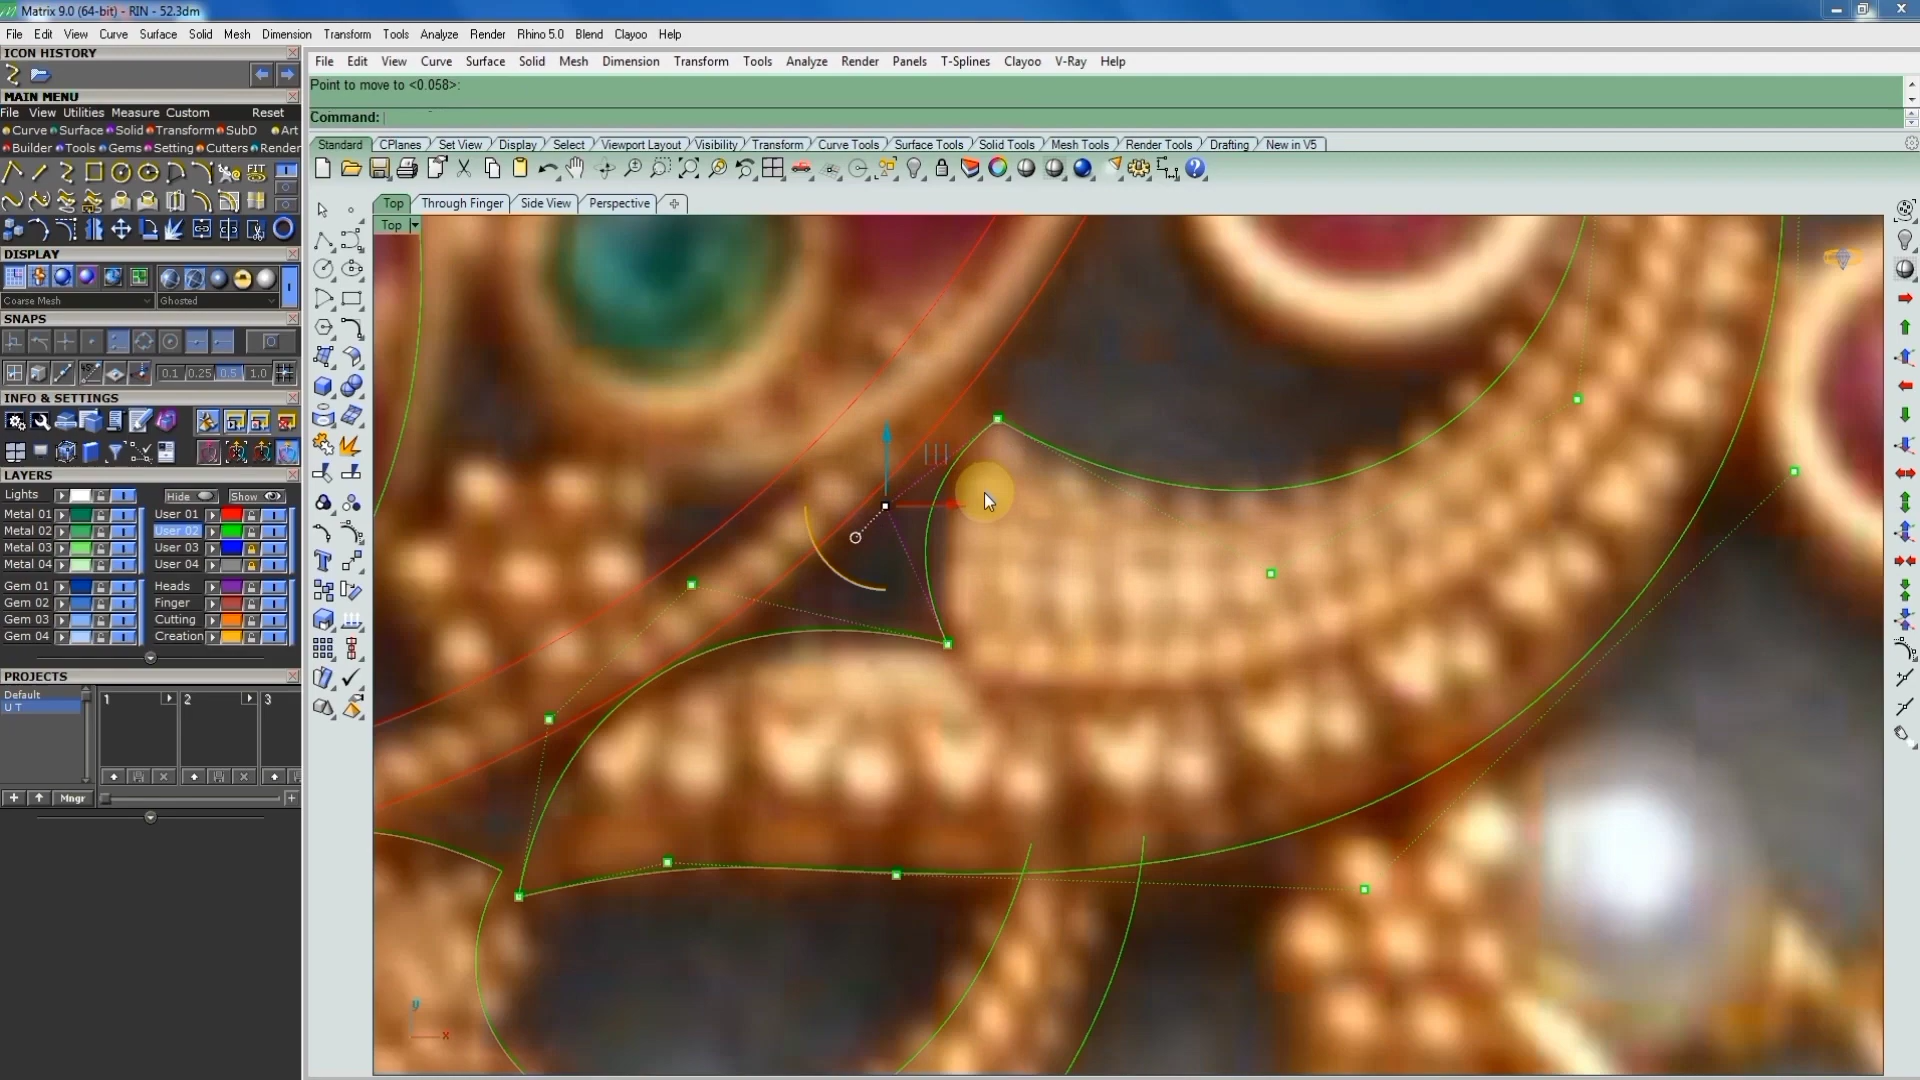 Matrix 9.0 (64-bit) - RIN - 52.3dm
File Edit View Curve Surface Solid Mesh Dimension Transform Tools Analyze Render Rhino 5.0 Blend Clayoo Help
ICON HISTORY
MAIN MENU
File View Utilities Measure Custom Reset
Curve Surface Solid Transform SubD Art
Builder Tools Gems Setting Cutters Render
FIT
DISPLAY
Coarse Mesh Ghosted
SNAPS
0.1 0.25 0.5 1.0
INFO & SETTINGS
LAYERS
Lights Hide Show
Metal 01 User 01
Metal 02 User 02
Metal 03 User 03
Metal 04 User 04
Gem 01 Heads
Gem 02 Finger
Gem 03 Cutting
Gem 04 Creation
PROJECTS
Default 1 2 3
U T
Mngr
File Edit View Curve Surface Solid Mesh Dimension Transform Tools Analyze Render Panels T-Splines Clayoo V-Ray Help
Point to move to <0.058>:
Command:
Standard CPlanes Set View Display Select Viewport Layout Visibility Transform Curve Tools Surface Tools Solid Tools Mesh Tools Render Tools Drafting New in V5
Top Through Finger Side View Perspective
Top
y
x